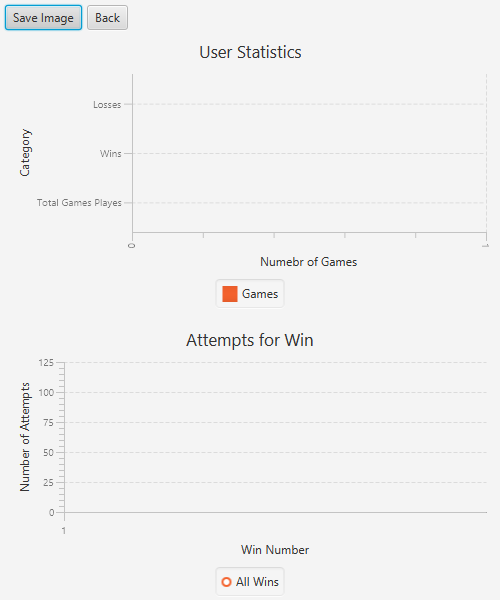 Save Image
Back
User Statistics
Category
Losses
Wins
Total Games Playes
0
1
Numebr of Games
Games
Attempts for Win
Number of Attempts
125
100
75
50
25
0
1
Win Number
All Wins